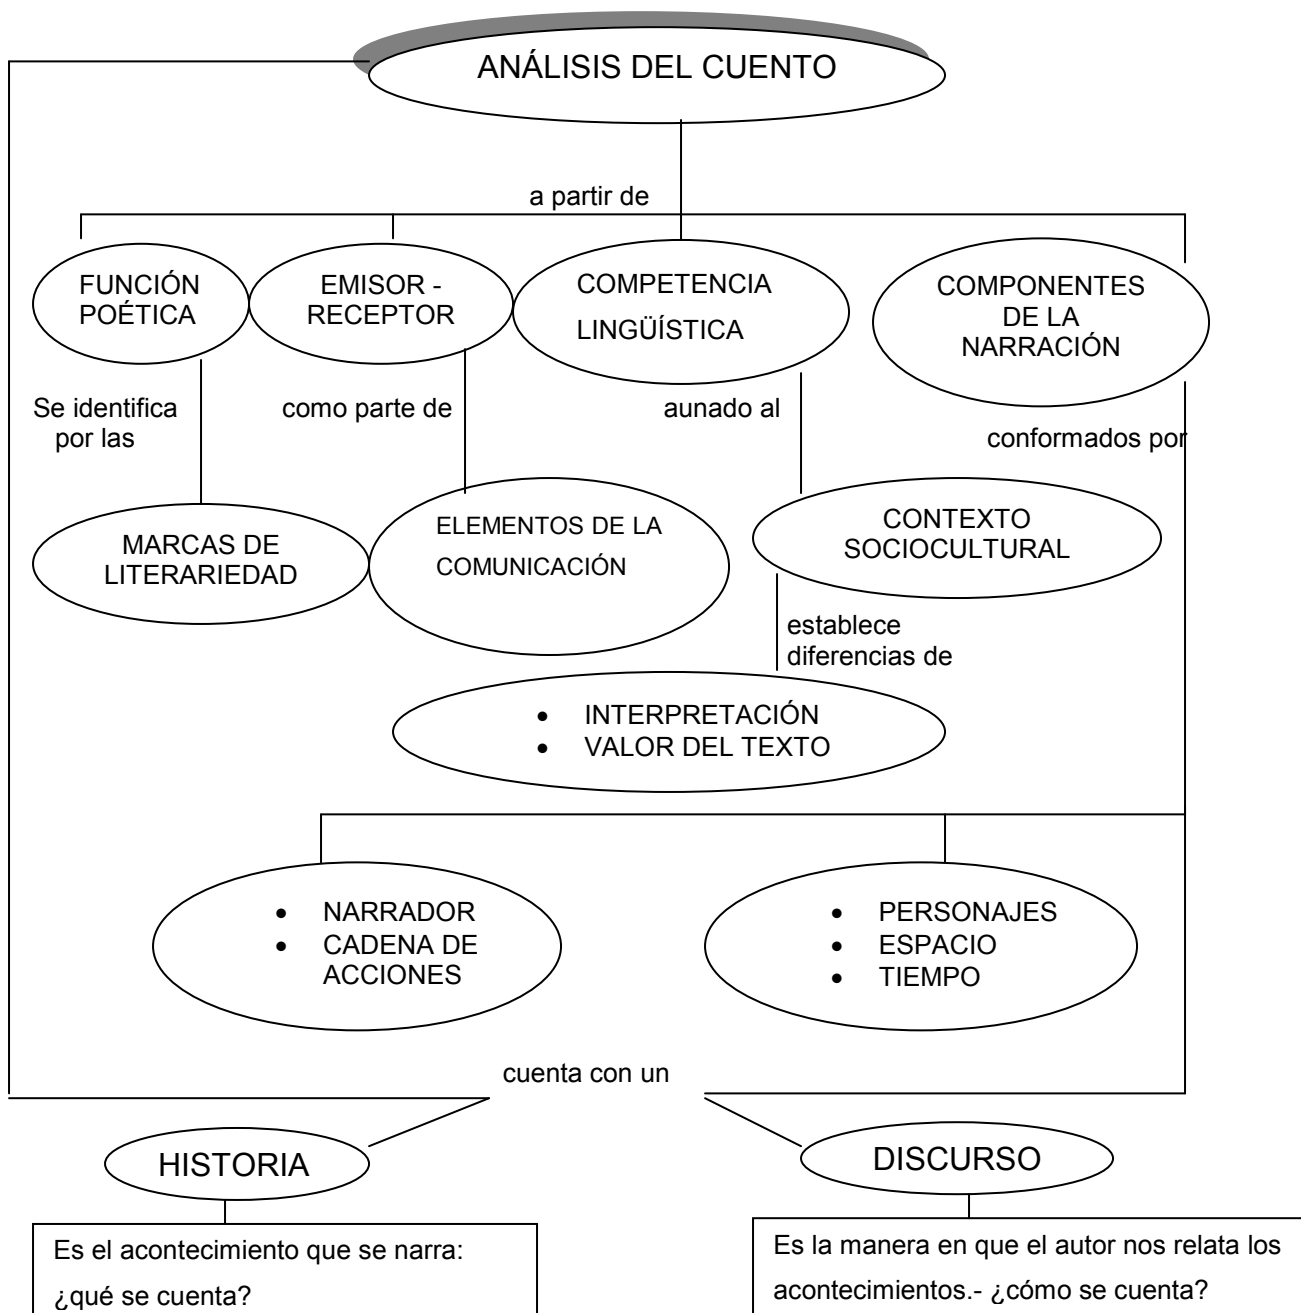 ANÁLISIS DEL CUENTO
a partir de
FUNCIÓN
POÉTICA
EMISOR -
RECEPTOR
COMPETENCIA
LINGÜÍSTICA
COMPONENTES
DE LA
NARRACIÓN
Se identifica
por las
como parte de
aunado al
conformados por
MARCAS DE
LITERARIEDAD
ELEMENTOS DE LA
COMUNICACIÓN
CONTEXTO
SOCIOCULTURAL
establece
diferencias de
• INTERPRETACIÓN
• VALOR DEL TEXTO
• NARRADOR
• CADENA DE
ACCIONES
• PERSONAJES
• ESPACIO
• TIEMPO
cuenta con un
HISTORIA
DISCURSO
Es el acontecimiento que se narra:
¿qué se cuenta?
Es la manera en que el autor nos relata los
acontecimientos.- ¿cómo se cuenta?